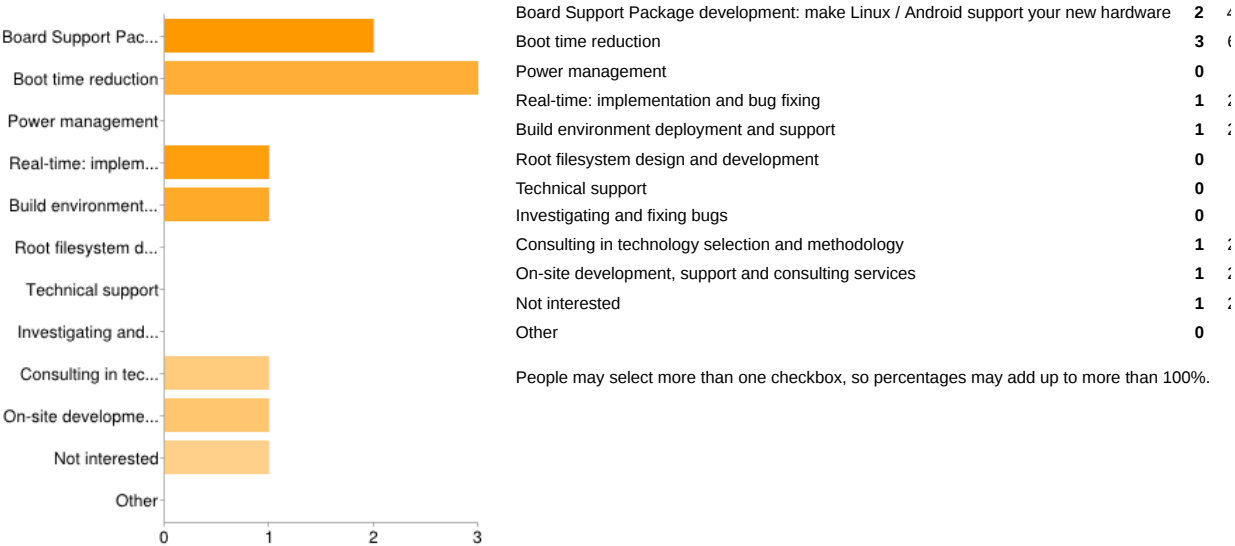 Board Support Pac...
Boot time reduction
Power management
Real-time: implem...
Build environment...
Root filesystem d...
Technical support
Investigating and...
Consulting in tec...
On-site developme...
Not interested
Other
0 1 2 3
Board Support Package development: make Linux / Android support your new hardware 2
Boot time reduction 3
Power management 0
Real-time: implementation and bug fixing 1
Build environment deployment and support 1
Root filesystem design and development 0
Technical support 0
Investigating and fixing bugs 0
Consulting in technology selection and methodology 1
On-site development, support and consulting services 1
Not interested 1
Other 0
People may select more than one checkbox, so percentages may add up to more than 100%.